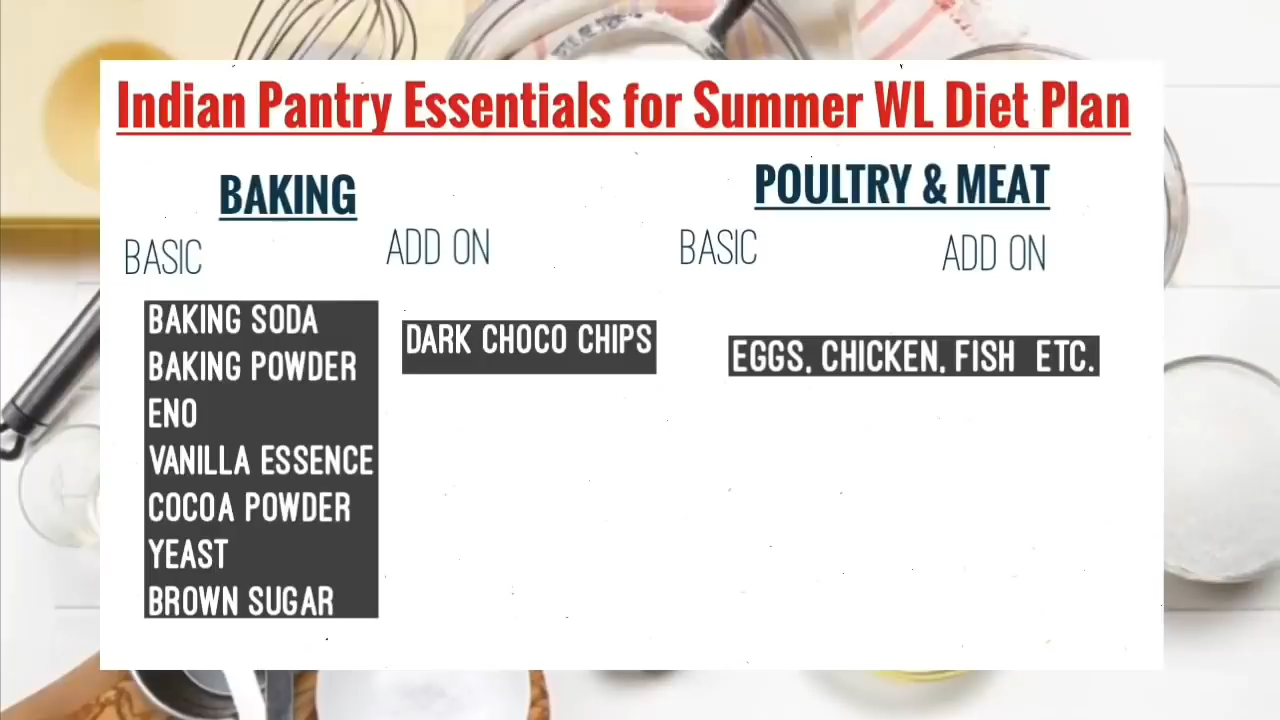 Indian Pantry Essentials for Summer WL Diet Plan
BAKING
BASIC
ADD ON
BAKING SODA
BAKING POWDER
ENO
VANILLA ESSENCE
COCOA POWDER
YEAST
BROWN SUGAR
DARK CHOCO CHIPS
POULTRY & MEAT
BASIC
ADD ON
EGGS, CHICKEN, FISH ETC.